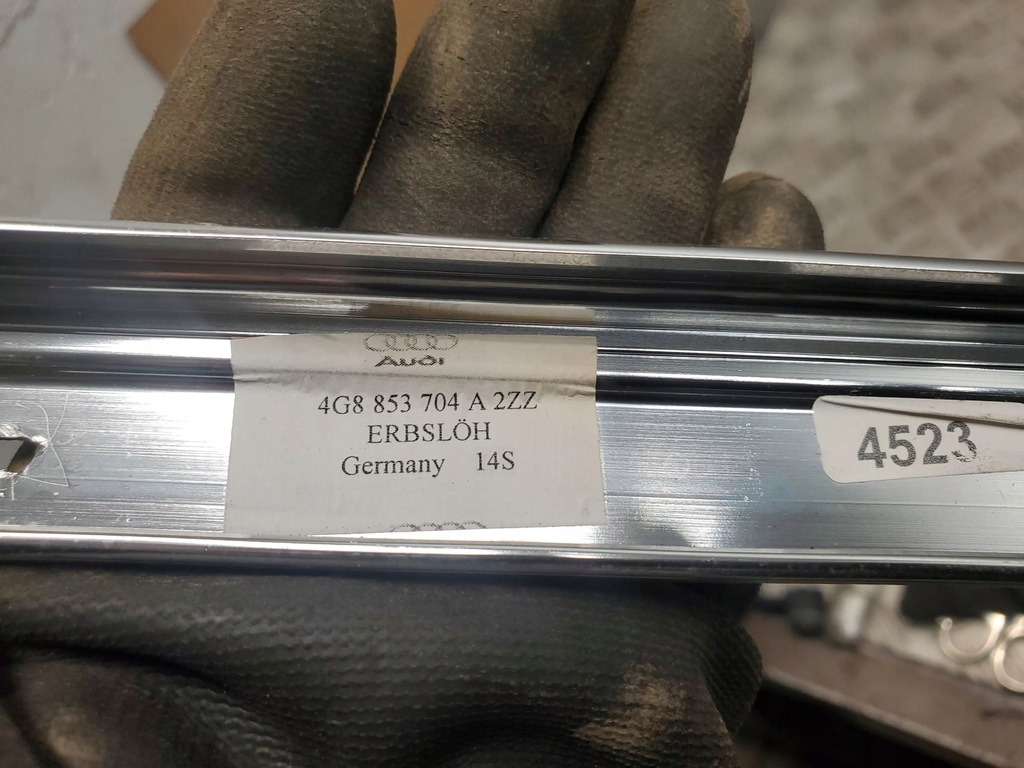 Audi
4G8 853 704 A 2ZZ
ERBSLÖH
Germany 14S
4523